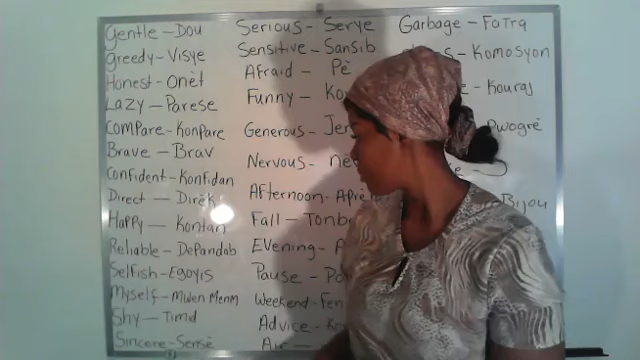 Gentle - Dou
Greedy - Visye
Honest - Onèt
Lazy - Parese
Compare - Konpare
Brave - Brav
Confident - Konfidan
Direct - Dirèk
Happy - Kontan
Reliable - Depandab
Selfish - Egoyis
Myself - Mwen Menm
Shy - Timid
Sincere - Sensè
Serious - Serye
Sensitive - Sansib
Afraid - Pè
Funny -
Generous -
Nervous -
Afternoon -
Fall -
Evening -
Pause -
Weekend -
Advice -
Air -
Garbage - Fatra
- Komosyon
- Kouraj
Pwogrè
- Bijou